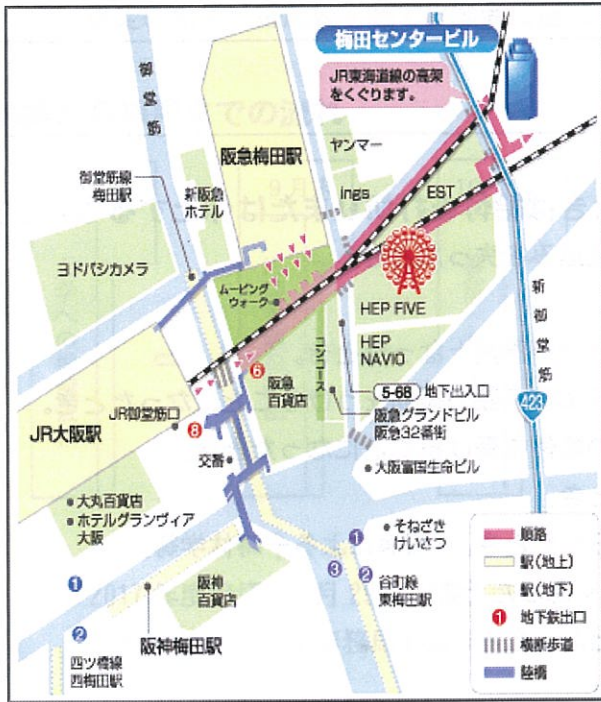 梅田センタービル
JR東海道線の高架
をくぐります。
御堂筋
阪急梅田駅
ヤンマー
ings
EST
御堂筋線
梅田駅
新阪急
ホテル
ヨドバシカメラ
ムービング
ウォーク
HEP FIVE
新御堂筋
HEP
NAVIO
コンコース
6
阪急
百貨店
5-68 地下出入口
阪急グランドビル
阪急32番街
423
JR御堂筋口
JR大阪駅
8
交番
大阪富国生命ビル
大丸百貨店
ホテルグランヴィア
大阪
そねざき
けいさつ
1
3
2
谷町線
東梅田駅
阪神
百貨店
1
阪神梅田駅
2
四ツ橋線
西梅田駅
順路
駅(地上)
駅(地下)
1 地下鉄出口
横断歩道
陸橋